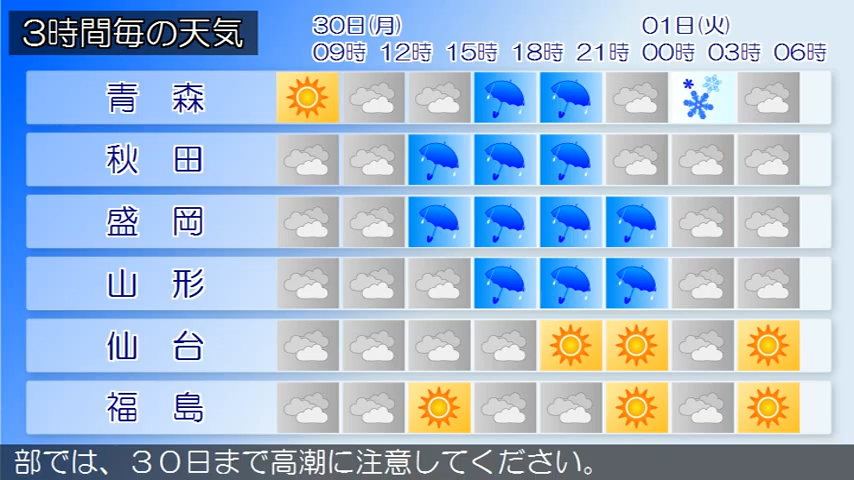 3時間毎の天気
30日(月) 01日(火)
09時 12時 15時 18時 21時 00時 03時 06時
青森
秋田
盛岡
山形
仙台
福島
部では、３０日まで高潮に注意してください。